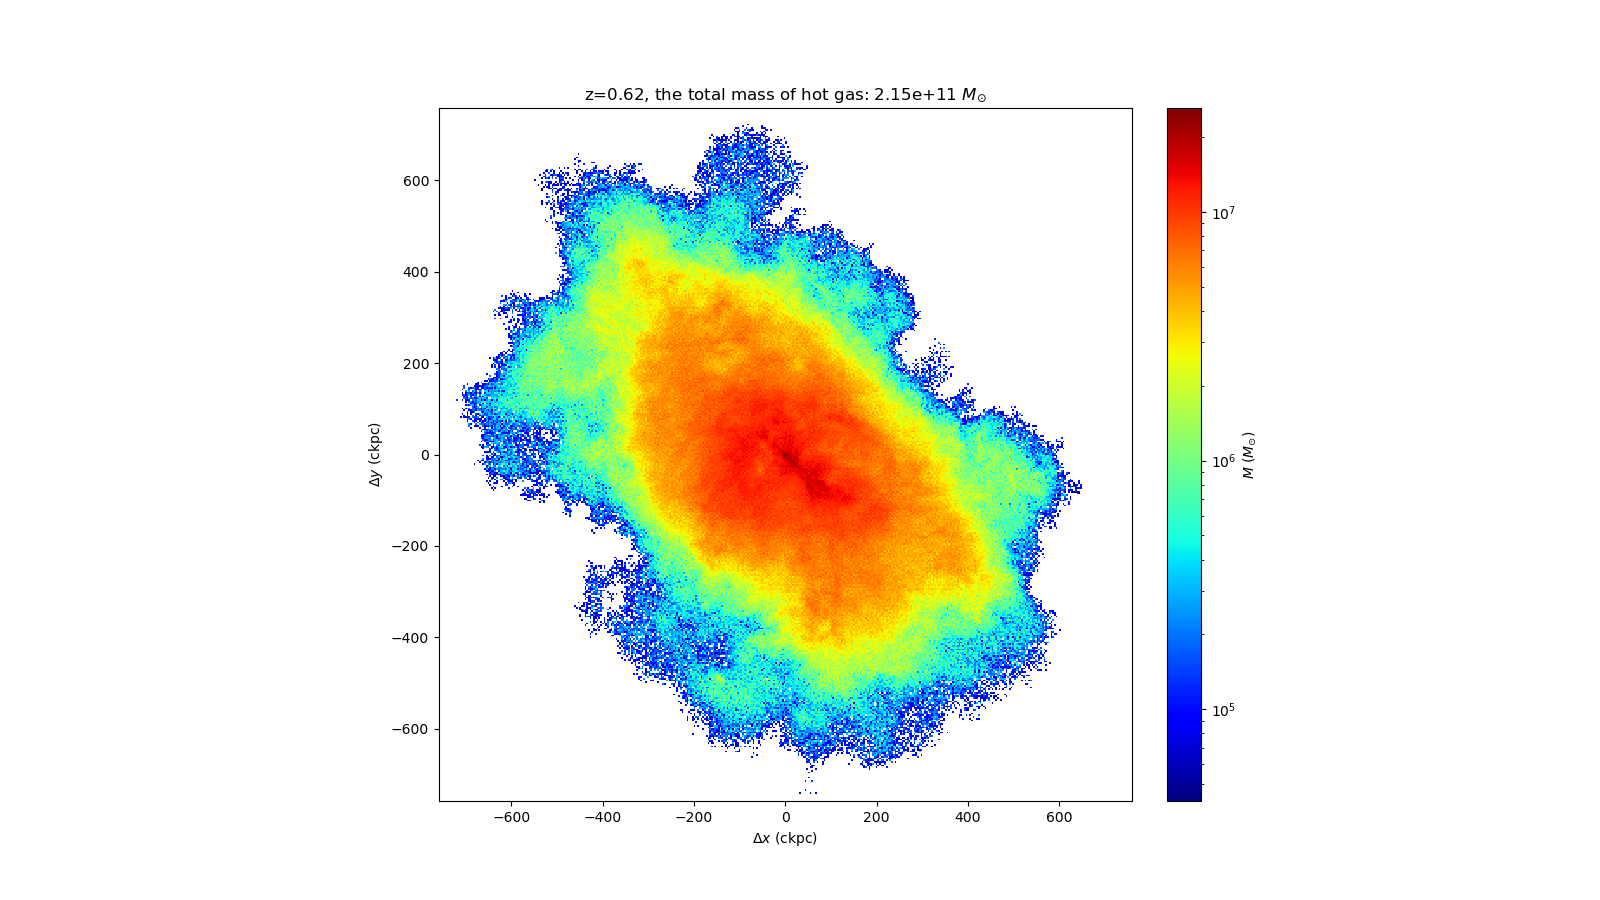 z=0.62, the total mass of hot gas: 2.15e+11 M⊙
600
400
200
0
−200
−400
−600
Δy (ckpc)
−600 −400 −200 0 200 400 600
Δx (ckpc)
10⁷
10⁶
10⁵
M (M⊙)